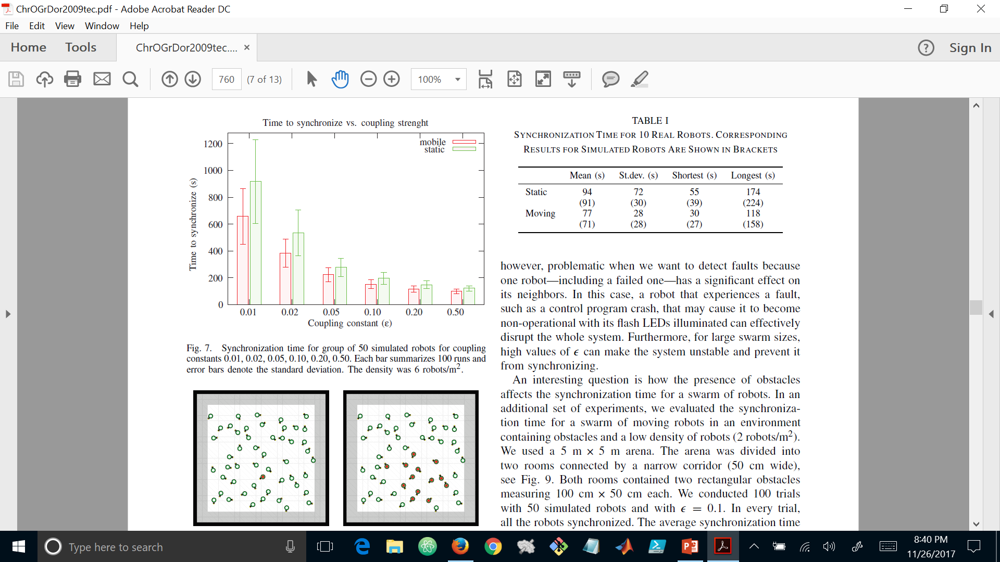 ChrOGrDor2009tec.pdf - Adobe Acrobat Reader DC
File Edit View Window Help
Home Tools ChrOGrDor2009tec.... × ? Sign In
760 (7 of 13) 100%
Time to synchronize vs. coupling strenght
mobile
static
Time to synchronize (s)
1200
1000
800
600
400
200
0
0.01 0.02 0.05 0.10 0.20 0.50
Coupling constant (ε)
Fig. 7. Synchronization time for group of 50 simulated robots for coupling
constants 0.01, 0.02, 0.05, 0.10, 0.20, 0.50. Each bar summarizes 100 runs and
error bars denote the standard deviation. The density was 6 robots/m².
TABLE I
SYNCHRONIZATION TIME FOR 10 REAL ROBOTS. CORRESPONDING
RESULTS FOR SIMULATED ROBOTS ARE SHOWN IN BRACKETS
Mean (s) St.dev. (s) Shortest (s) Longest (s)
Static 94 72 55 174
(91) (30) (39) (224)
Moving 77 28 30 118
(71) (28) (27) (158)
however, problematic when we want to detect faults because
one robot—including a failed one—has a significant effect on
its neighbors. In this case, a robot that experiences a fault,
such as a control program crash, that may cause it to become
non-operational with its flash LEDs illuminated can effectively
disrupt the whole system. Furthermore, for large swarm sizes,
high values of ϵ can make the system unstable and prevent it
from synchronizing.
An interesting question is how the presence of obstacles
affects the synchronization time for a swarm of robots. In an
additional set of experiments, we evaluated the synchroniza-
tion time for a swarm of moving robots in an environment
containing obstacles and a low density of robots (2 robots/m²).
We used a 5 m × 5 m arena. The arena was divided into
two rooms connected by a narrow corridor (50 cm wide),
see Fig. 9. Both rooms contained two rectangular obstacles
measuring 100 cm × 50 cm each. We conducted 100 trials
with 50 simulated robots and with ϵ = 0.1. In every trial,
all the robots synchronized. The average synchronization time
Type here to search
8:40 PM
11/26/2017